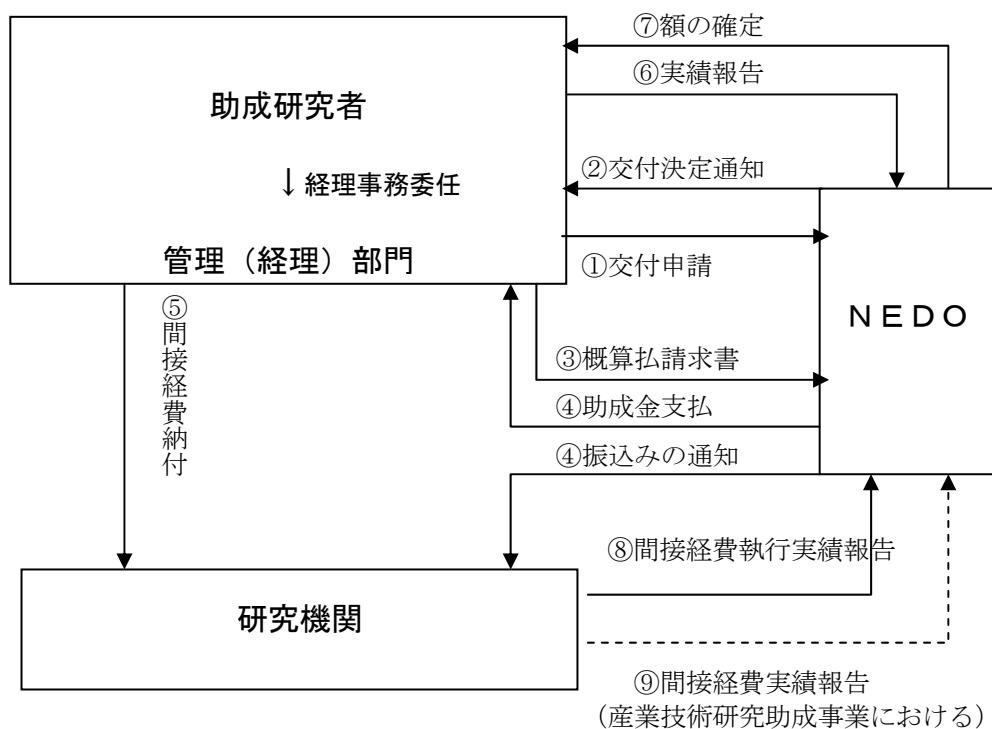 ⑦額の確定
⑥実績報告
助成研究者
②交付決定通知
↓経理事務委任
管理（経理）部門
①交付申請
ＮＥＤＯ
⑤間接経費納付
③概算払請求書
④助成金支払
④振込みの通知
⑧間接経費執行実績報告
研究機関
⑨間接経費実績報告
（産業技術研究助成事業における）